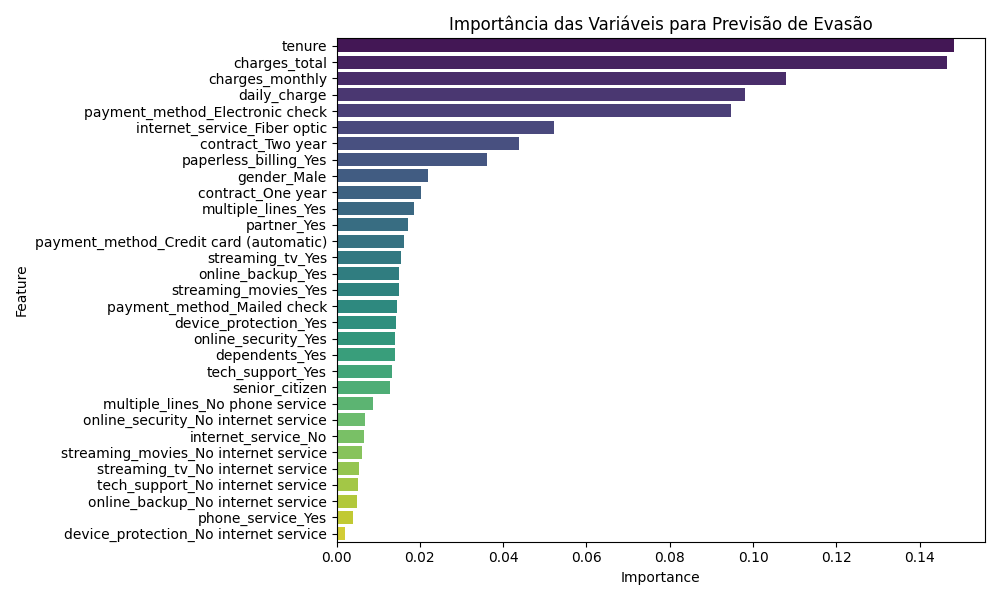 Importância das Variáveis para Previsão de Evasão
tenure
charges_total
charges_monthly
daily_charge
payment_method_Electronic check
internet_service_Fiber optic
contract_Two year
paperless_billing_Yes
gender_Male
contract_One year
multiple_lines_Yes
partner_Yes
payment_method_Credit card (automatic)
streaming_tv_Yes
online_backup_Yes
streaming_movies_Yes
payment_method_Mailed check
device_protection_Yes
online_security_Yes
dependents_Yes
tech_support_Yes
senior_citizen
multiple_lines_No phone service
online_security_No internet service
internet_service_No
streaming_movies_No internet service
streaming_tv_No internet service
tech_support_No internet service
online_backup_No internet service
phone_service_Yes
device_protection_No internet service
Feature
0.00 0.02 0.04 0.06 0.08 0.10 0.12 0.14
Importance